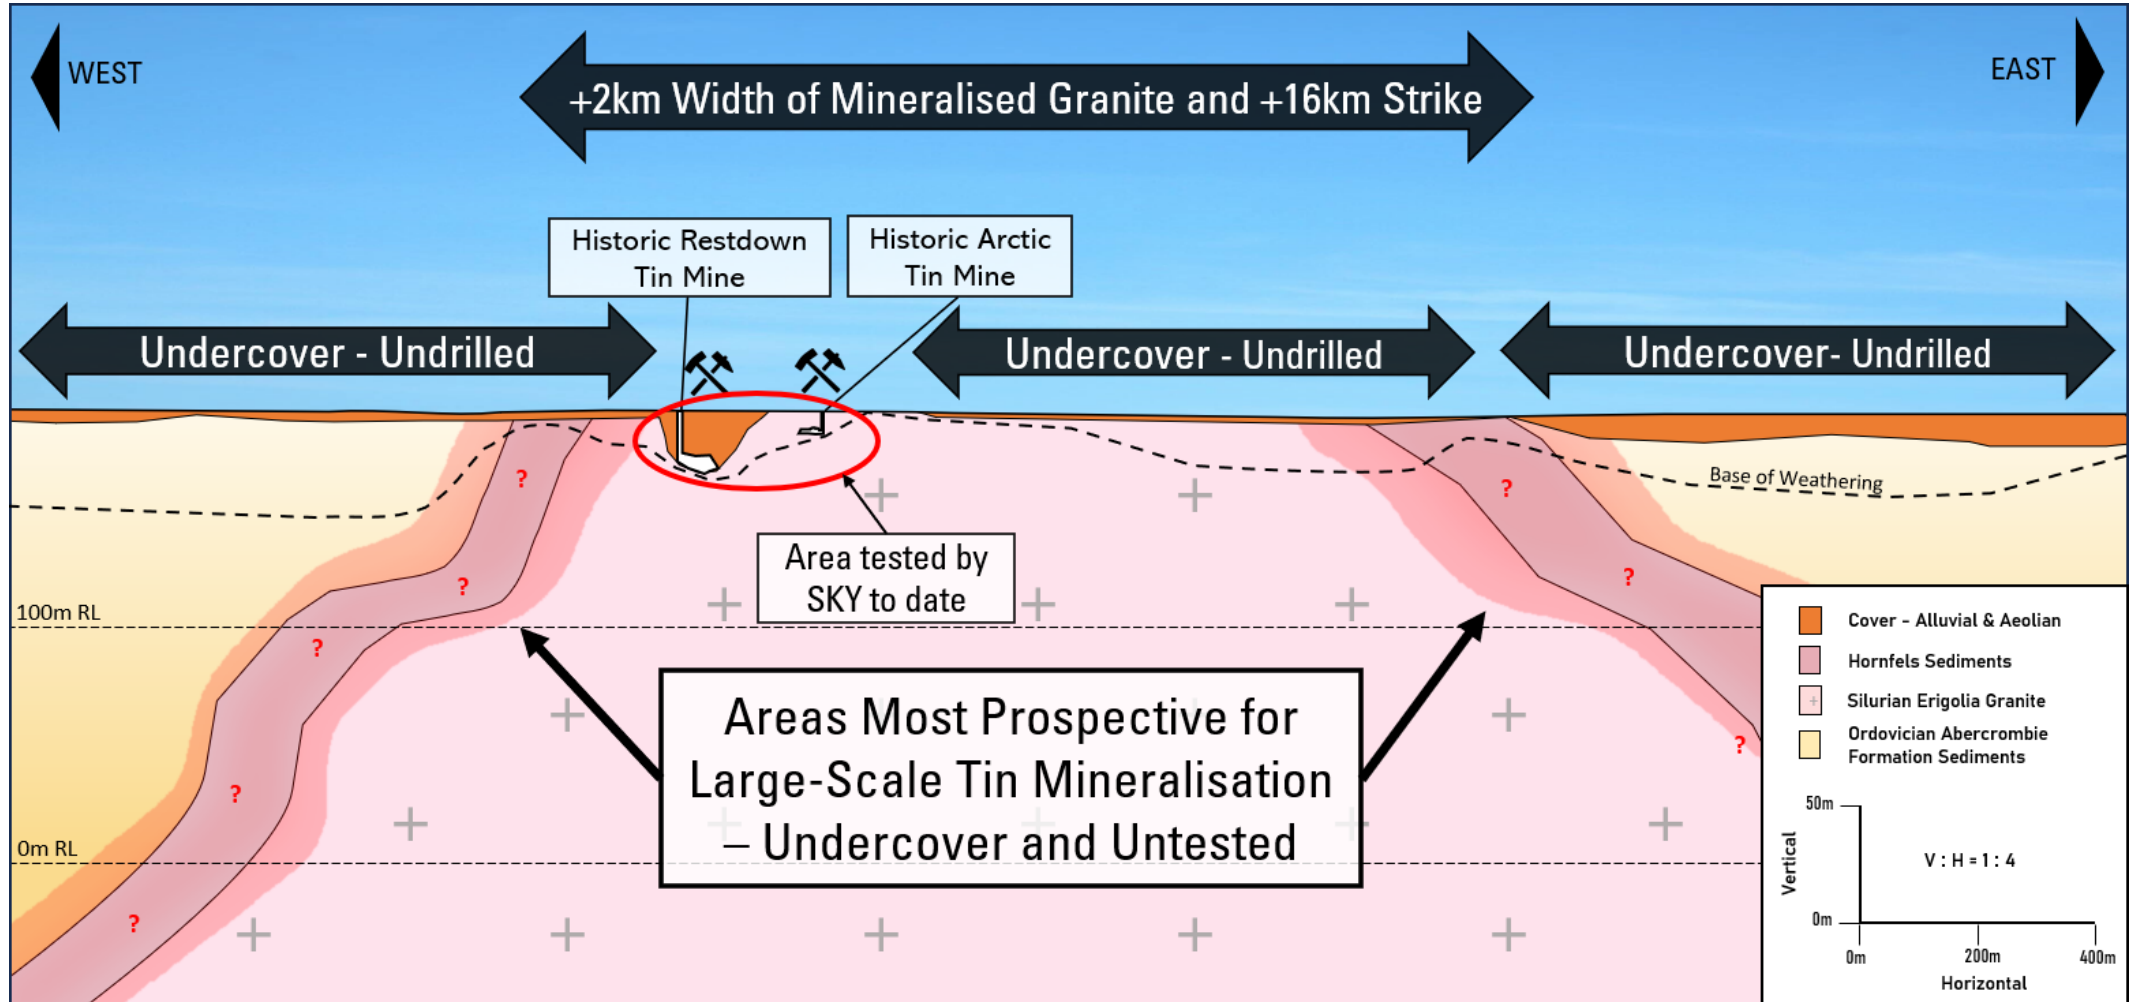 WEST
EAST
+2km Width of Mineralised Granite and +16km Strike
Historic Restdown
Tin Mine
Historic Arctic
Tin Mine
Undercover - Undrilled
Undercover - Undrilled
Undercover- Undrilled
Base of Weathering
?
?
?
?
?
?
?
?
Area tested by
SKY to date
100m RL
Areas Most Prospective for
Large-Scale Tin Mineralisation
– Undercover and Untested
0m RL
Cover - Alluvial & Aeolian
Hornfels Sediments
Silurian Erigolia Granite
Ordovician Abercrombie
Formation Sediments
50m
Vertical
V : H = 1 : 4
0m
0m
200m
400m
Horizontal